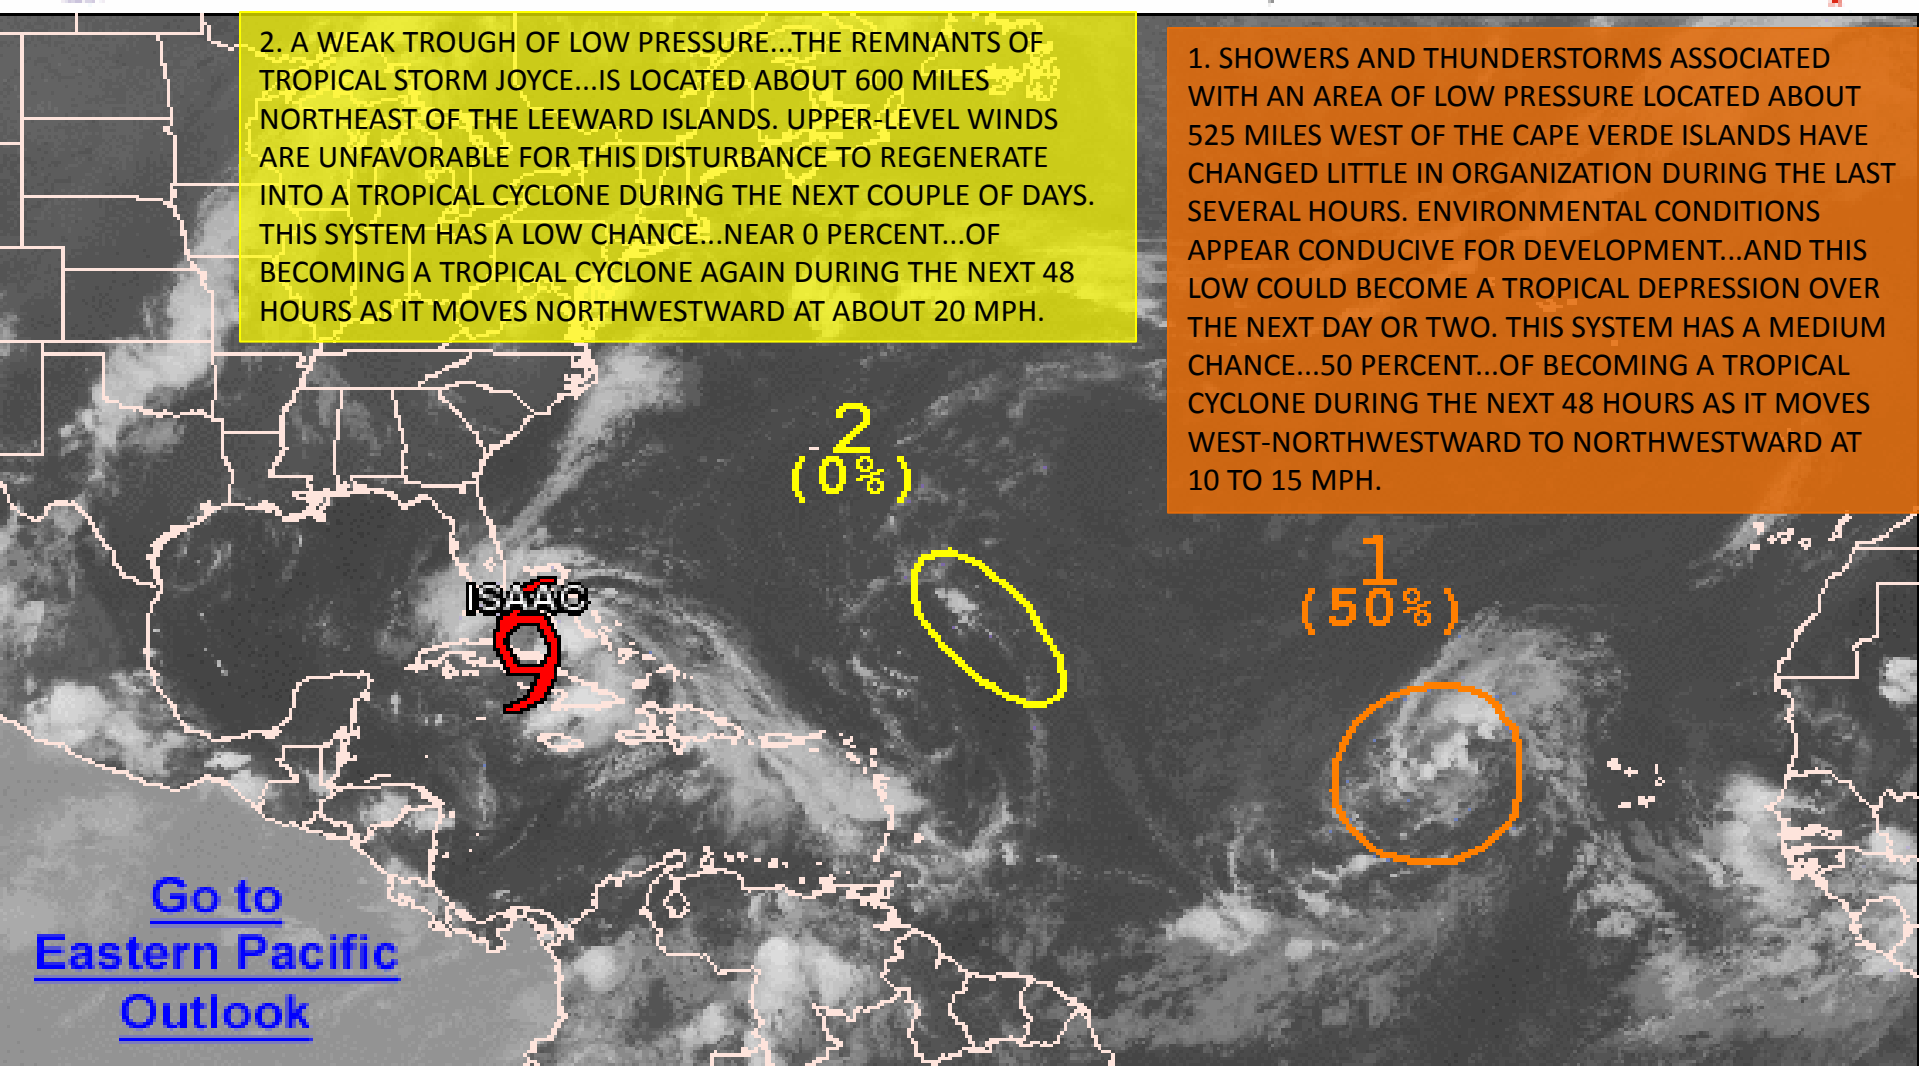 2. A WEAK TROUGH OF LOW PRESSURE...THE REMNANTS OF
TROPICAL STORM JOYCE...IS LOCATED ABOUT 600 MILES
NORTHEAST OF THE LEEWARD ISLANDS. UPPER-LEVEL WINDS
ARE UNFAVORABLE FOR THIS DISTURBANCE TO REGENERATE
INTO A TROPICAL CYCLONE DURING THE NEXT COUPLE OF DAYS.
THIS SYSTEM HAS A LOW CHANCE...NEAR 0 PERCENT...OF
BECOMING A TROPICAL CYCLONE AGAIN DURING THE NEXT 48
HOURS AS IT MOVES NORTHWESTWARD AT ABOUT 20 MPH.
1. SHOWERS AND THUNDERSTORMS ASSOCIATED
WITH AN AREA OF LOW PRESSURE LOCATED ABOUT
525 MILES WEST OF THE CAPE VERDE ISLANDS HAVE
CHANGED LITTLE IN ORGANIZATION DURING THE LAST
SEVERAL HOURS. ENVIRONMENTAL CONDITIONS
APPEAR CONDUCIVE FOR DEVELOPMENT...AND THIS
LOW COULD BECOME A TROPICAL DEPRESSION OVER
THE NEXT DAY OR TWO. THIS SYSTEM HAS A MEDIUM
CHANCE...50 PERCENT...OF BECOMING A TROPICAL
CYCLONE DURING THE NEXT 48 HOURS AS IT MOVES
WEST-NORTHWESTWARD TO NORTHWESTWARD AT
10 TO 15 MPH.
2
(0%)
1
(50%)
ISAAC
Go to
Eastern Pacific
Outlook